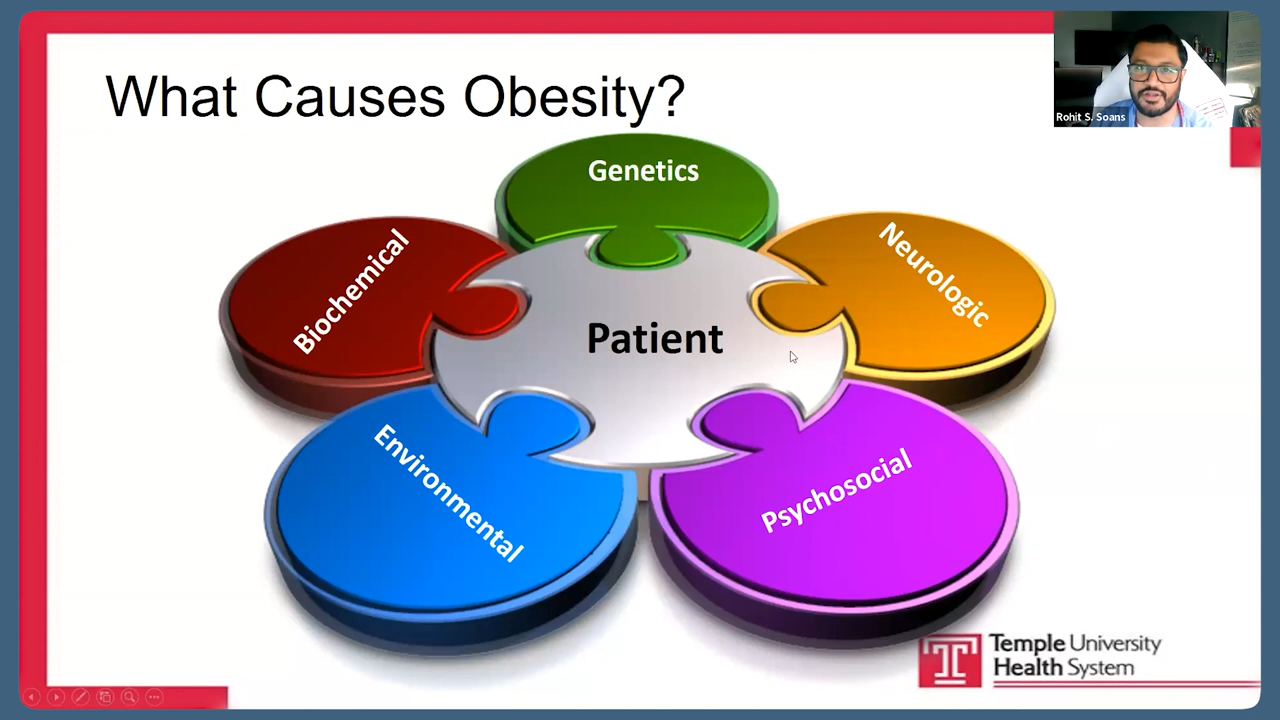 What Causes Obesity?
Rohit S. Soans
Genetics
Biochemical
Neurologic
Patient
Environmental
Psychosocial
Temple University
Health System